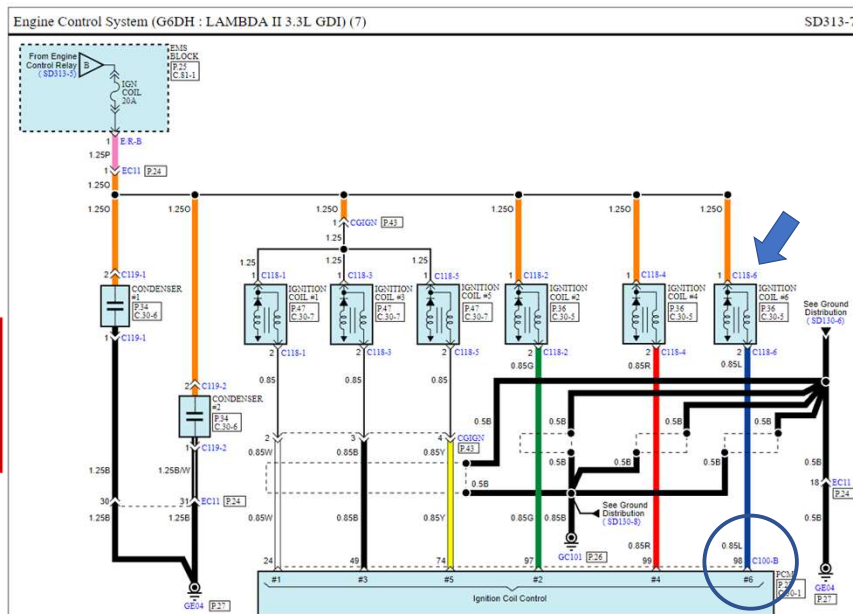 Engine Control System (G6DH : LAMBDA II 3.3L GDI) (7) SD313-7
From Engine
Control Relay
(SD313-5)
B
EMS
BLOCK
P.25
C.81-1
IGN
COIL
20A
1 E/R-B
1.25P
1 EC11 P.24
1.25O
1.25O 1.25O 1.25O 1.25O 1.25O 1.25O
1 CGIGN P.43
1.25
1.25 1.25 1.25
2 C119-1
CONDENSER
#1
P.34
C.30-6
1 C119-1
1 C118-1 1 C118-3 1 C118-5 1 C118-2 1 C118-4 1 C118-6
IGNITION
COIL #1
P.47
C.30-7
IGNITION
COIL #3
P.47
C.30-7
IGNITION
COIL #5
P.47
C.30-7
IGNITION
COIL #2
P.36
C.30-5
IGNITION
COIL #4
P.36
C.30-5
IGNITION
COIL #6
P.36
C.30-5
See Ground
Distribution
(SD130-6)
2 C118-1 2 C118-3 2 C118-5 2 C118-2 2 C118-4 2 C118-6
0.85 0.85 0.85 0.85G 0.85R 0.85L
2 C119-2
CONDENSER
#2
P.34
C.30-6
1 C119-2
0.5B 0.5B 0.5B 0.5B
2 3 4 CGIGN
P.43
0.85W 0.85B 0.85Y
1.25B 1.25B/W
0.5B 0.5B 0.5B 0.5B
30 31 EC11 P.24
18 EC11
P.24
1.25B 1.25B
0.85W 0.85B 0.85Y 0.85G 0.85B
See Ground
Distribution
(SD130-8)
0.5B
0.85R 0.85L
GC101 P.26
24 49 74 97 99 98 C100-B
#1 #3 #5 #2 #4 #6
Ignition Coil Control
GE04 P.27
GE04
P.27